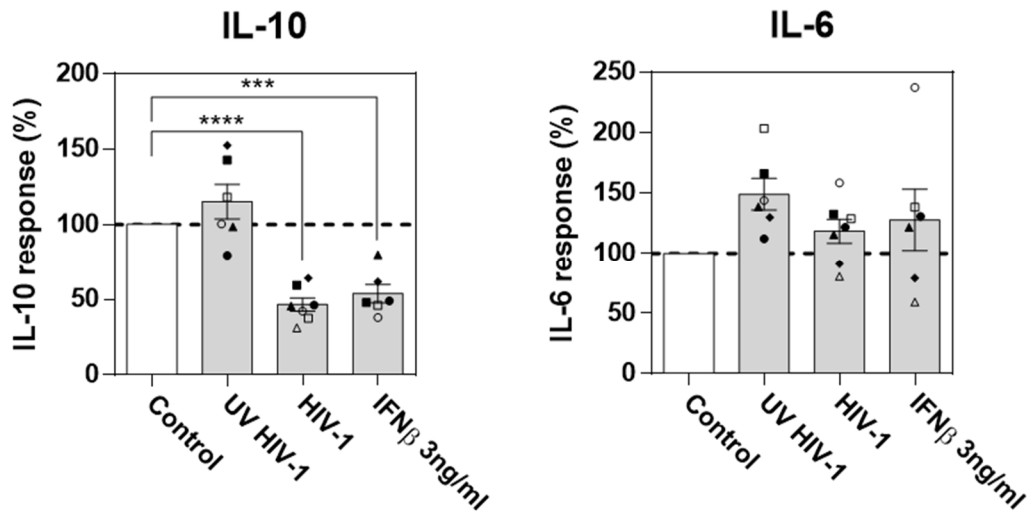 IL-10
IL-10 response (%)
200
150
100
50
0
***
****
Control
UV HIV-1
HIV-1
IFNβ 3ng/ml
IL-6
IL-6 response (%)
250
200
150
100
50
0
Control
UV HIV-1
HIV-1
IFNβ 3ng/ml